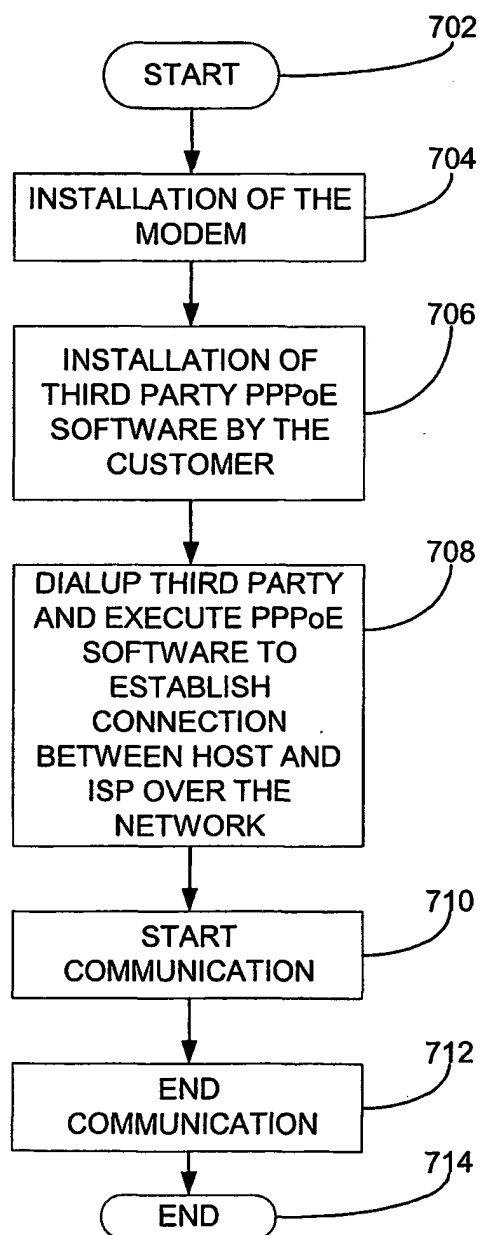 702
START
704
INSTALLATION OF THE
MODEM
706
INSTALLATION OF
THIRD PARTY PPPoE
SOFTWARE BY THE
CUSTOMER
708
DIALUP THIRD PARTY
AND EXECUTE PPPoE
SOFTWARE TO
ESTABLISH
CONNECTION
BETWEEN HOST AND
ISP OVER THE
NETWORK
710
START
COMMUNICATION
712
END
COMMUNICATION
714
END